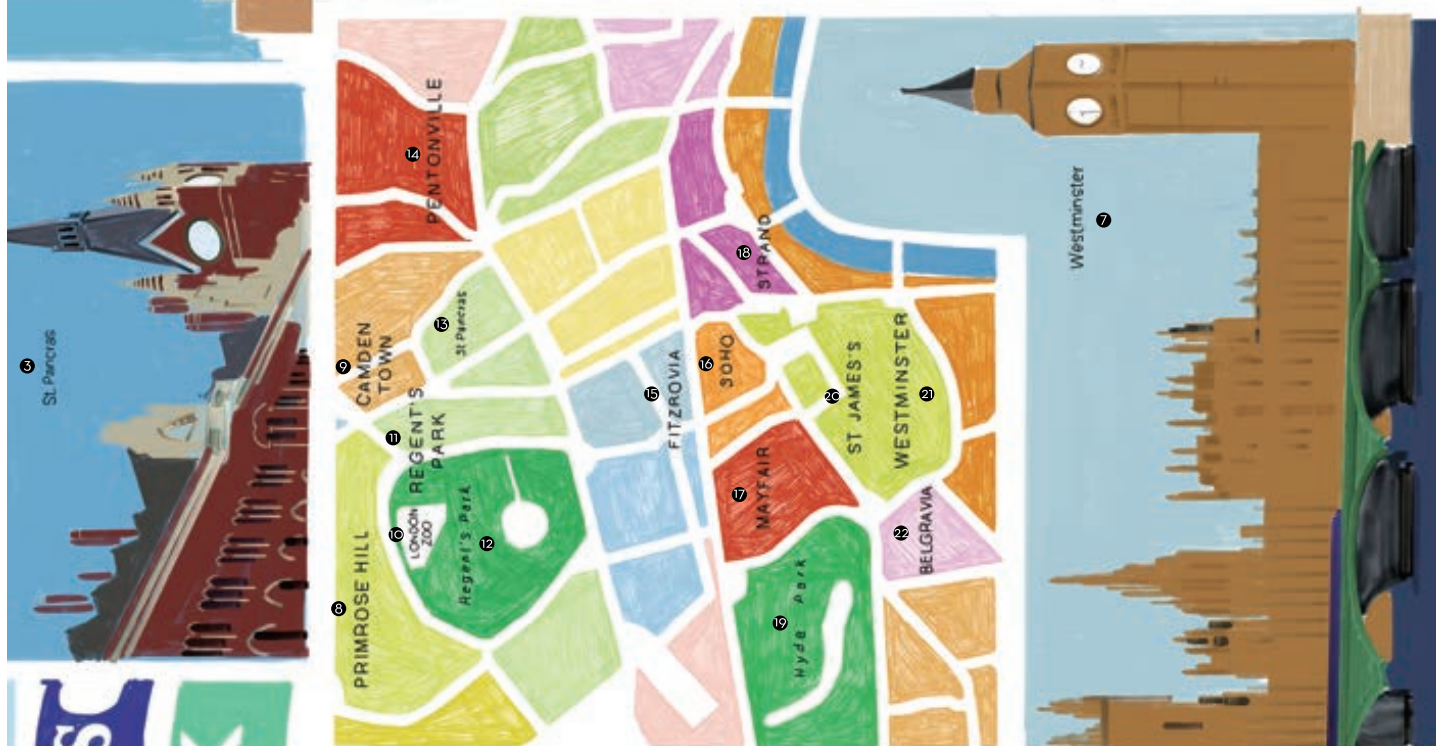 3
St. Pancras
8
PRIMROSE HILL
9
CAMDEN
TOWN
10
LONDON
ZOO
11
REGENT'S
PARK
12
Regent's Park
13
St Pancras
14
PENTONVILLE
15
FITZROVIA
16
SOHO
17
MAYFAIR
18
STRAND
19
Hyde Park
20
ST JAMES'S
21
WESTMINSTER
22
BELGRAVIA
Westminster
7